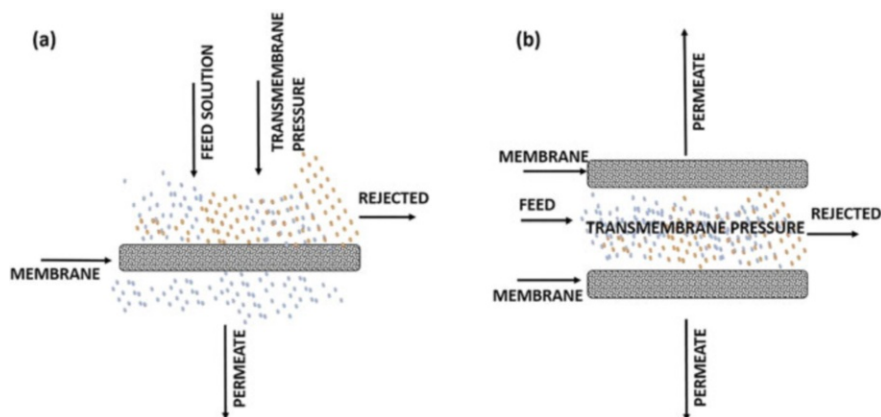 (a)
FEED SOLUTION
TRANSMEMBRANE
PRESSURE
REJECTED
MEMBRANE
PERMEATE
(b)
PERMEATE
MEMBRANE
FEED
TRANSMEMBRANE PRESSURE
REJECTED
MEMBRANE
PERMEATE